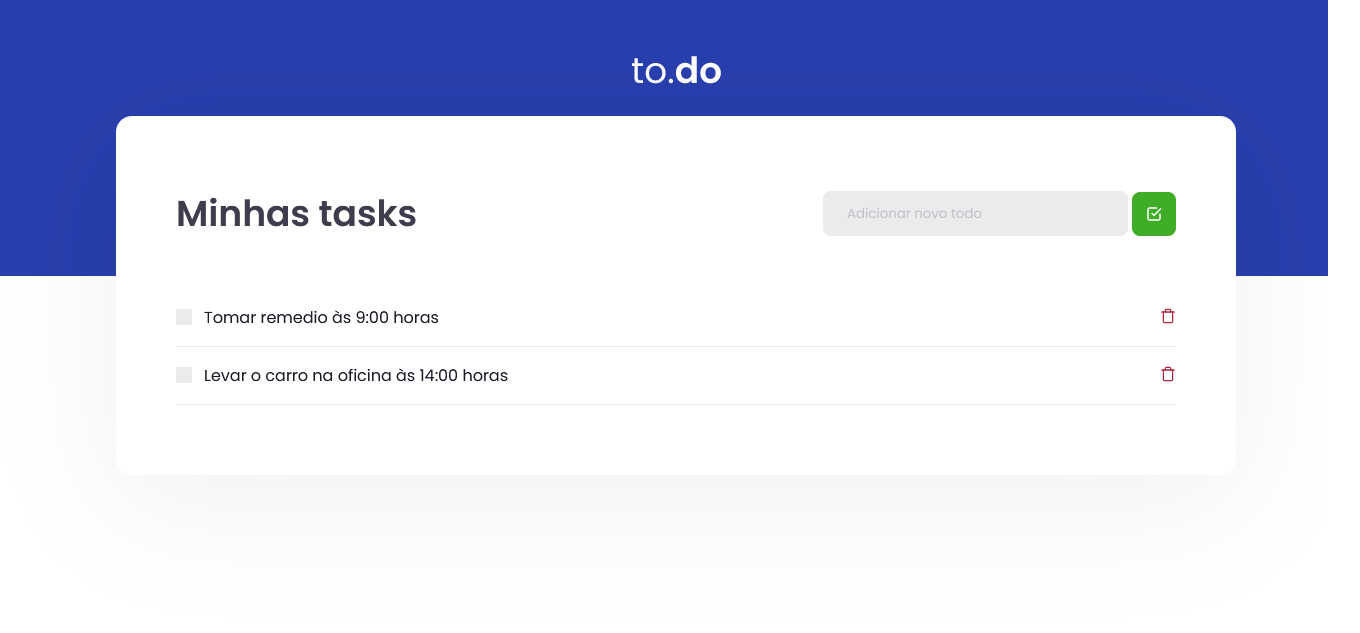 to.do
Minhas tasks
Adicionar novo todo
Tomar remedio às 9:00 horas
Levar o carro na oficina às 14:00 horas